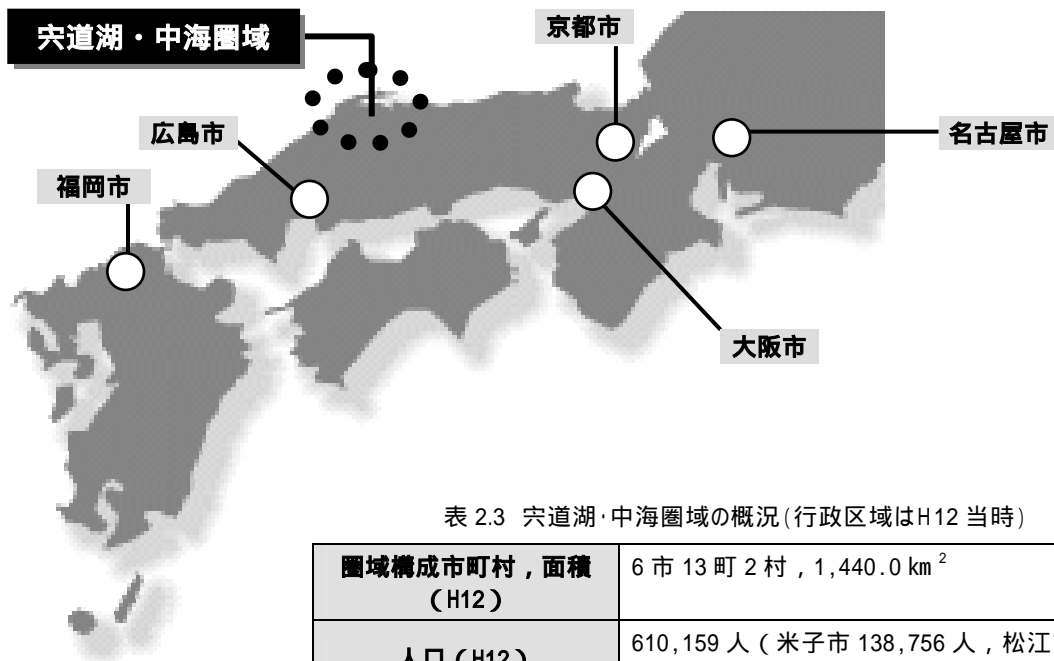 宍道湖・中海圏域
京都市
広島市
名古屋市
福岡市
大阪市
表 2.3 宍道湖･中海圏域の概況(行政区域はH12 当時)
圏域構成市町村，面積
（H12）
6 市 13 町 2 村，1,440.0 km²
人口（H12）
610,159 人（米子市 138,756 人，松江